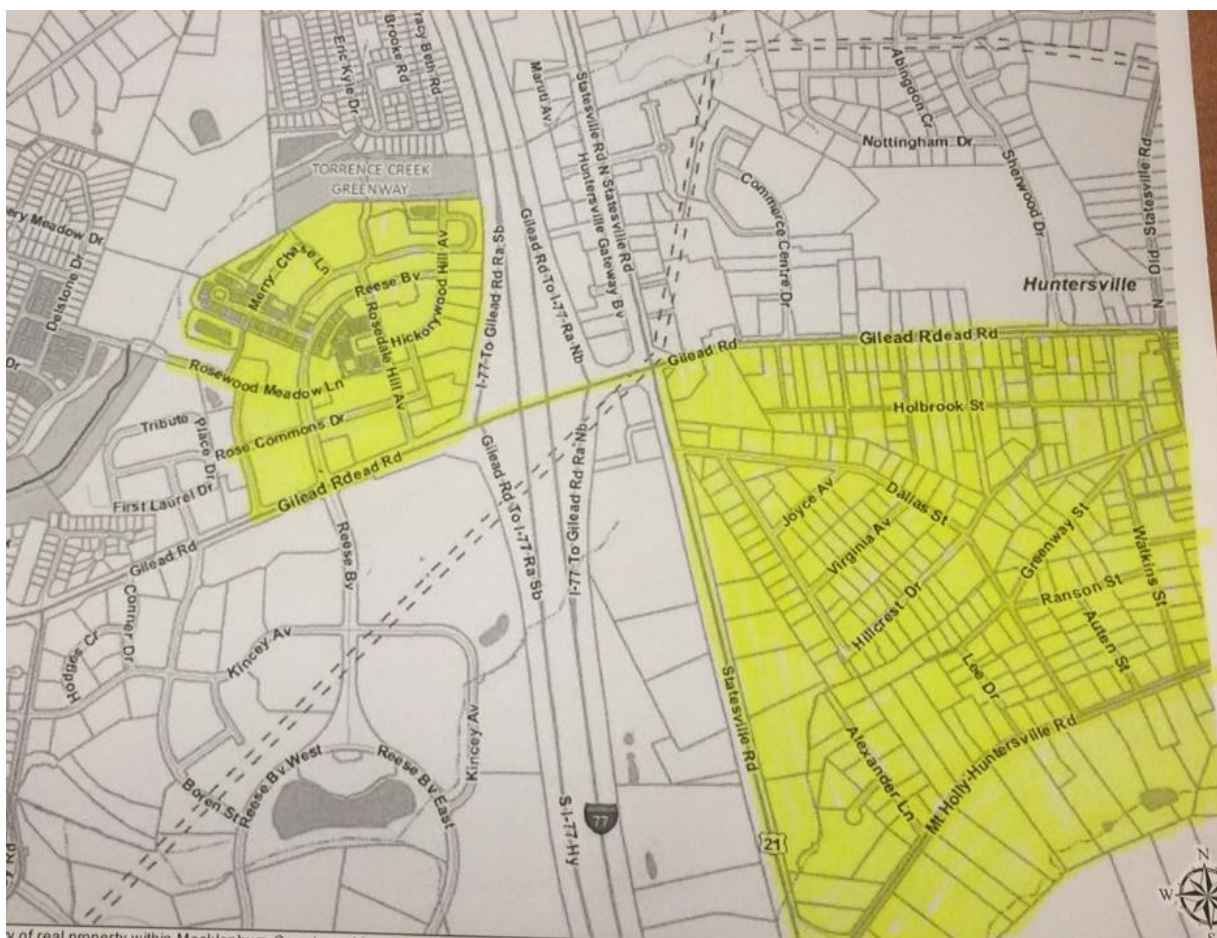 Tracy Beth Rd
Brooke Rd
Eric Kyle Dr
Maruti Av
Statesville Rd N Statesville Rd
Huntersville Gateway Bv
Abingdon Cr
Nottingham Dr
Sherwood Dr
N Old Statesville Rd
Commerce Centre Dr
TORRENCE CREEK
GREENWAY
Meadow Dr
Delstone Dr
Dr
Merry Chase Ln
Reese Bv
Rosedale Hill Av
Hickorywood Hill Av
I-77-To Gilead Rd Ra Sb
Gilead Rd-To I-77-Ra-Nb
Huntersville
Gilead Rd
Gilead Rdead Rd
Rosewood Meadow Ln
Holbrook St
Tribute
Place Dr
Rose Commons Dr
First Laurel Dr
Gilead Rdead Rd
Gilead Rd
Gilead Rd To I-77-Ra Sb
I-77 To Gilead Rd Ra Nb
Joyce Av
Dallas St
Virginia Av
Greenway St
Watkins St
Hillcrest Dr
Ranson St
Auten St
Lee Dr
Reese Bv
Conner Dr
Hodges Cr
Kincey Av
Kincey Av
Statesville Rd
Alexander Ln
Mt Holly-Huntersville Rd
Boren St
Reese Bv West
Reese Bv East
S I-77 Hy
77
21
Rd
N
W
S
y of real property within Mecklenburg